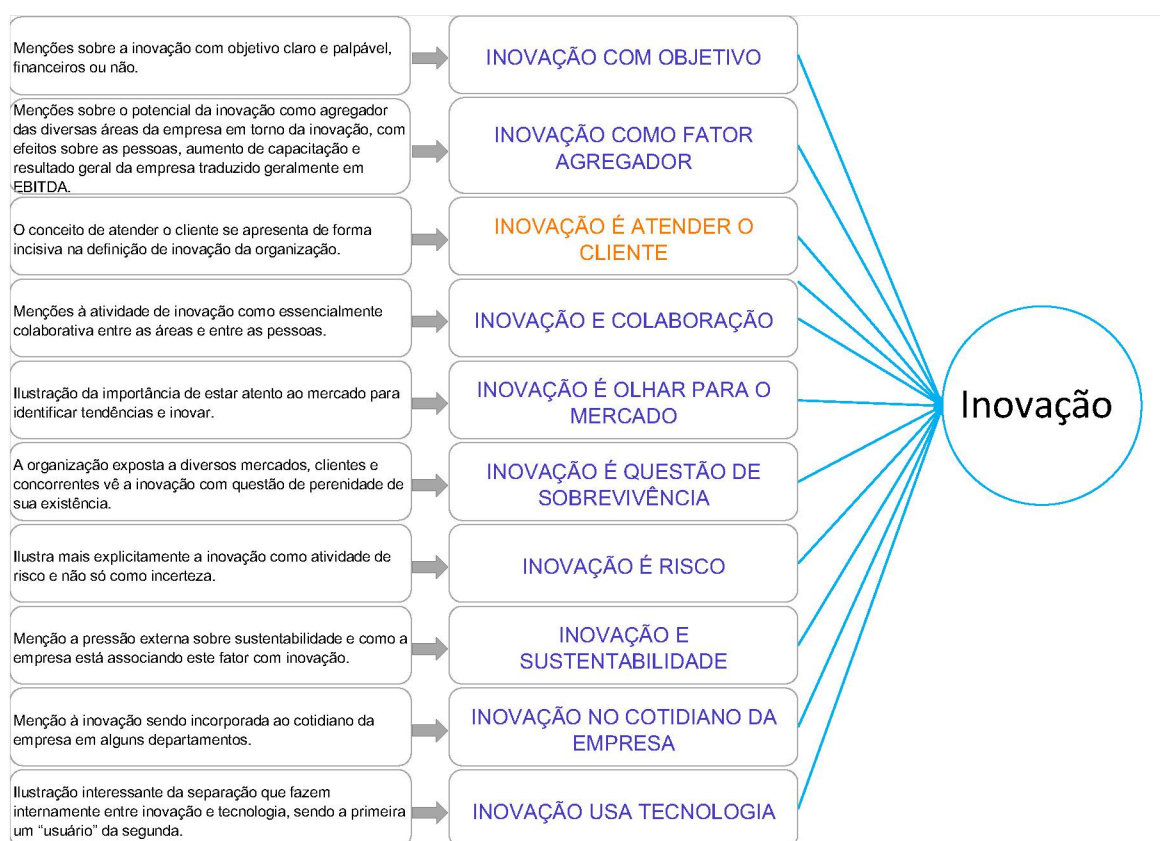 Menções sobre a inovação com objetivo claro e palpável,
financeiros ou não.
INOVAÇÃO COM OBJETIVO
Menções sobre o potencial da inovação como agregador
das diversas áreas da empresa em torno da inovação, com
efeitos sobre as pessoas, aumento de capacitação e
resultado geral da empresa traduzido geralmente em
EBITDA.
INOVAÇÃO COMO FATOR
AGREGADOR
O conceito de atender o cliente se apresenta de forma
incisiva na definição de inovação da organização.
INOVAÇÃO É ATENDER O
CLIENTE
Menções à atividade de inovação como essencialmente
colaborativa entre as áreas e entre as pessoas.
INOVAÇÃO E COLABORAÇÃO
Ilustração da importância de estar atento ao mercado para
identificar tendências e inovar.
INOVAÇÃO É OLHAR PARA O
MERCADO
A organização exposta a diversos mercados, clientes e
concorrentes vê a inovação com questão de perenidade de
sua existência.
INOVAÇÃO É QUESTÃO DE
SOBREVIVÊNCIA
Ilustra mais explicitamente a inovação como atividade de
risco e não só como incerteza.
INOVAÇÃO É RISCO
Menção a pressão externa sobre sustentabilidade e como a
empresa está associando este fator com inovação.
INOVAÇÃO E
SUSTENTABILIDADE
Menção à inovação sendo incorporada ao cotidiano da
empresa em alguns departamentos.
INOVAÇÃO NO COTIDIANO DA
EMPRESA
Ilustração interessante da separação que fazem
internamente entre inovação e tecnologia, sendo a primeira
um “usuário” da segunda.
INOVAÇÃO USA TECNOLOGIA
Inovação